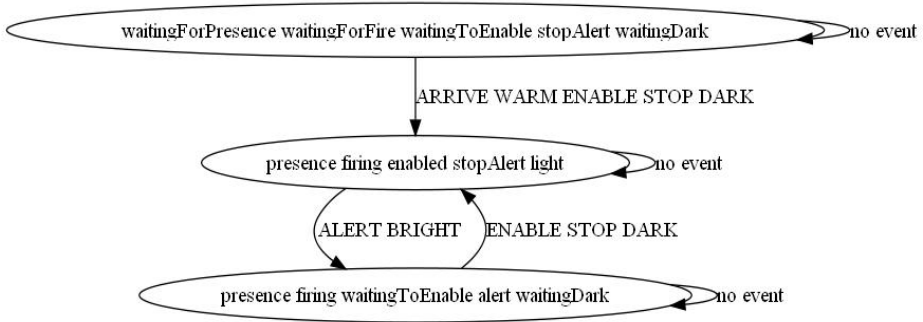 waitingForPresence waitingForFire waitingToEnable stopAlert waitingDark
no event
ARRIVE WARM ENABLE STOP DARK
presence firing enabled stopAlert light
no event
ALERT BRIGHT
ENABLE STOP DARK
presence firing waitingToEnable alert waitingDark
no event